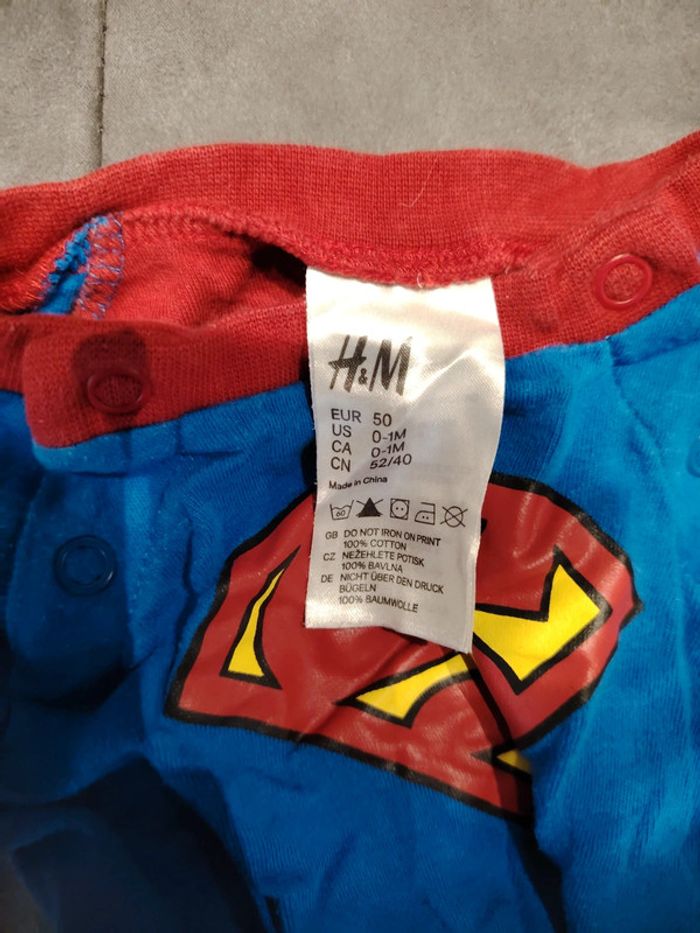 H&M
EUR 50
US 0-1M
CA 0-1M
CN 52/40
Made in China
60
GB DO NOT IRON ON PRINT
100% COTTON
CZ NEŽEHLETE POTISK
100% BAVLNA
DE NICHT ÜBER DEN DRUCK
BÜGELN
100% BAUMWOLLE